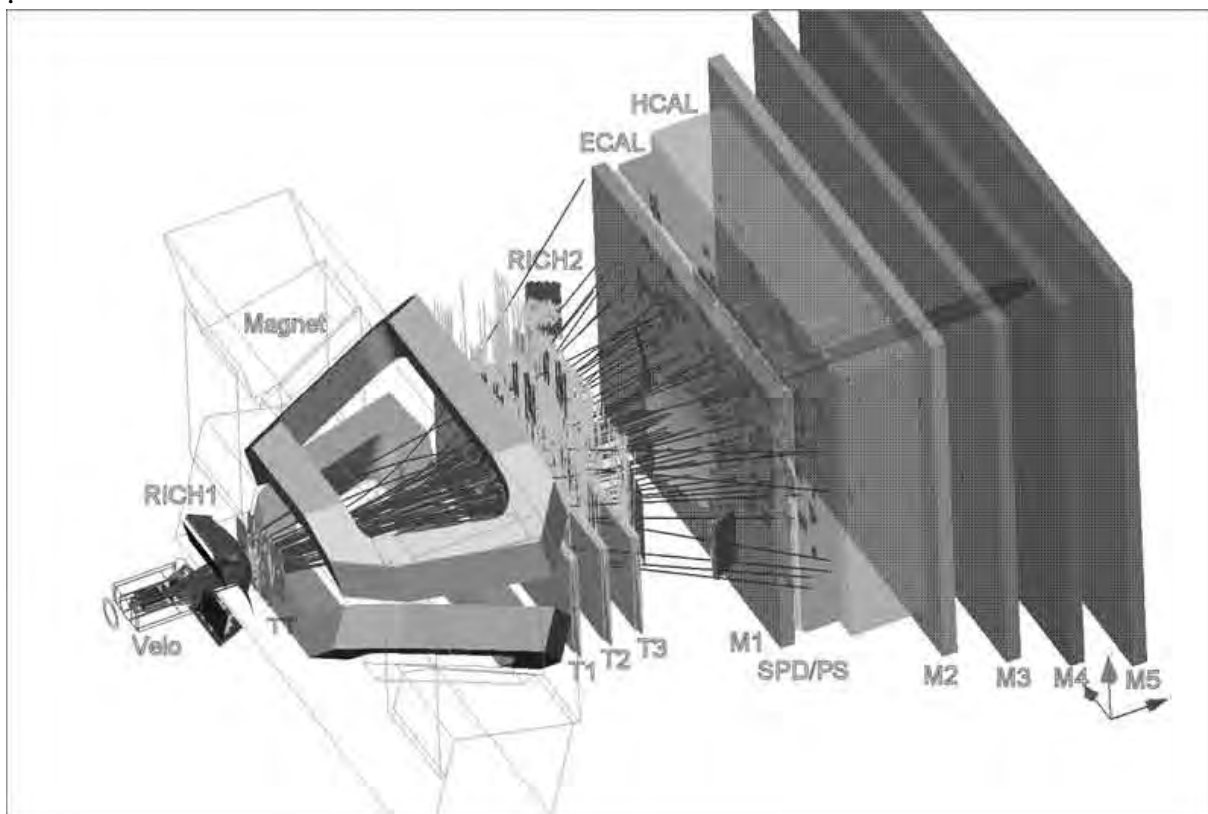 HCAL
ECAL
RICH2
Magnet
RICH1
Velo
TT
T1
T2
T3
M1
SPD/PS
M2
M3
M4
M5